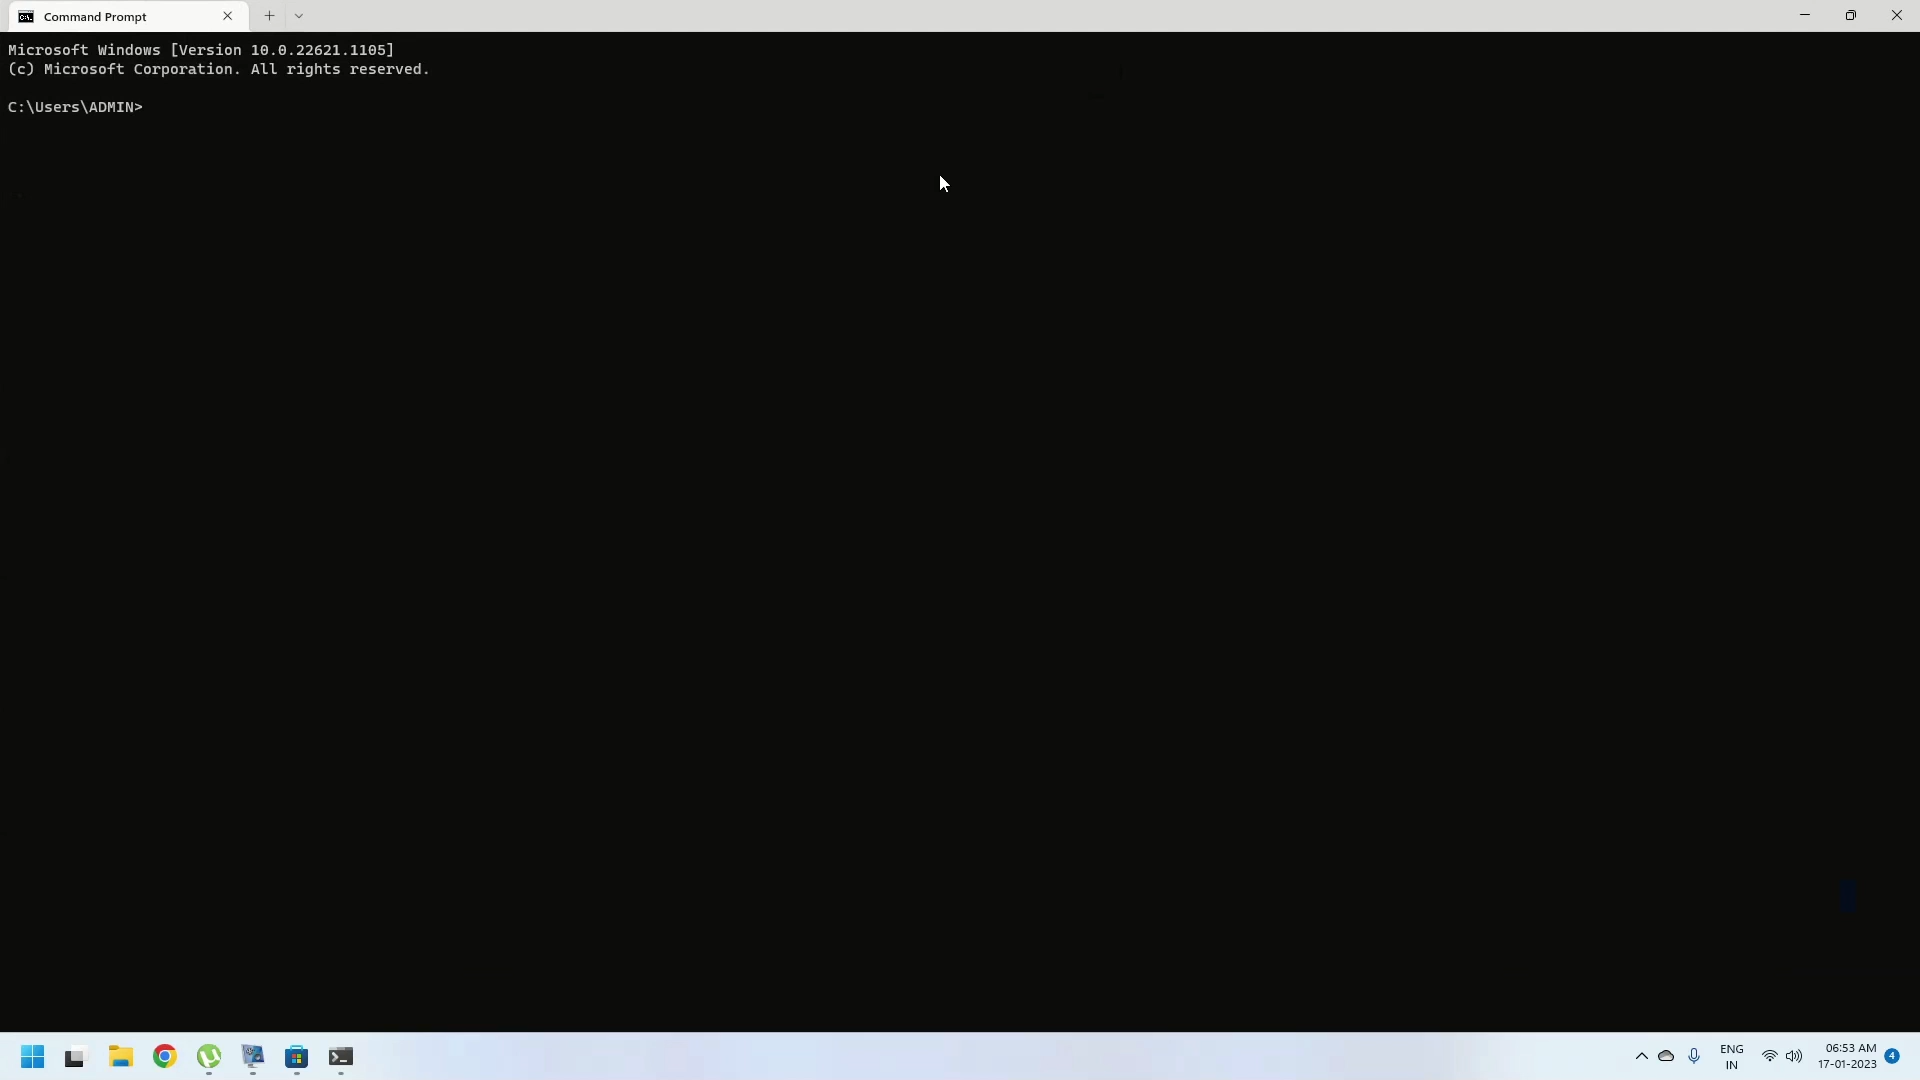 Command Prompt
Microsoft Windows [Version 10.0.22621.1105]
(c) Microsoft Corporation. All rights reserved.
C:\Users\ADMIN>
ENG
IN
06:53 AM
17-01-2023
4